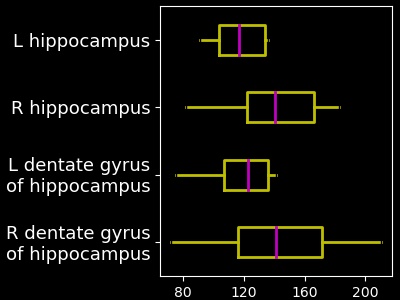 L hippocampus
R hippocampus
L dentate gyrus
of hippocampus
R dentate gyrus
of hippocampus
80 120 160 200